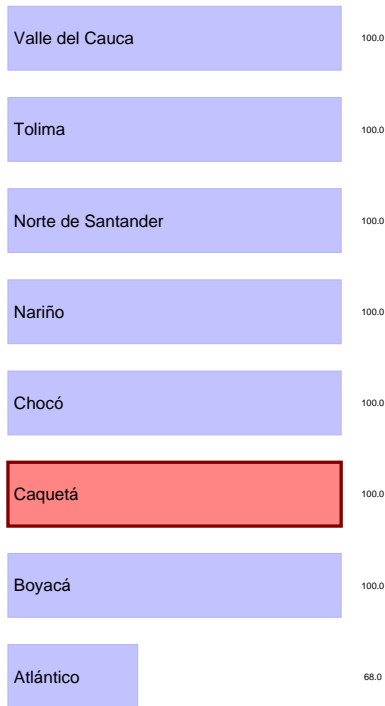 Valle del Cauca 100.0
Tolima 100.0
Norte de Santander 100.0
Nariño 100.0
Chocó 100.0
Caquetá 100.0
Boyacá 100.0
Atlántico 68.0